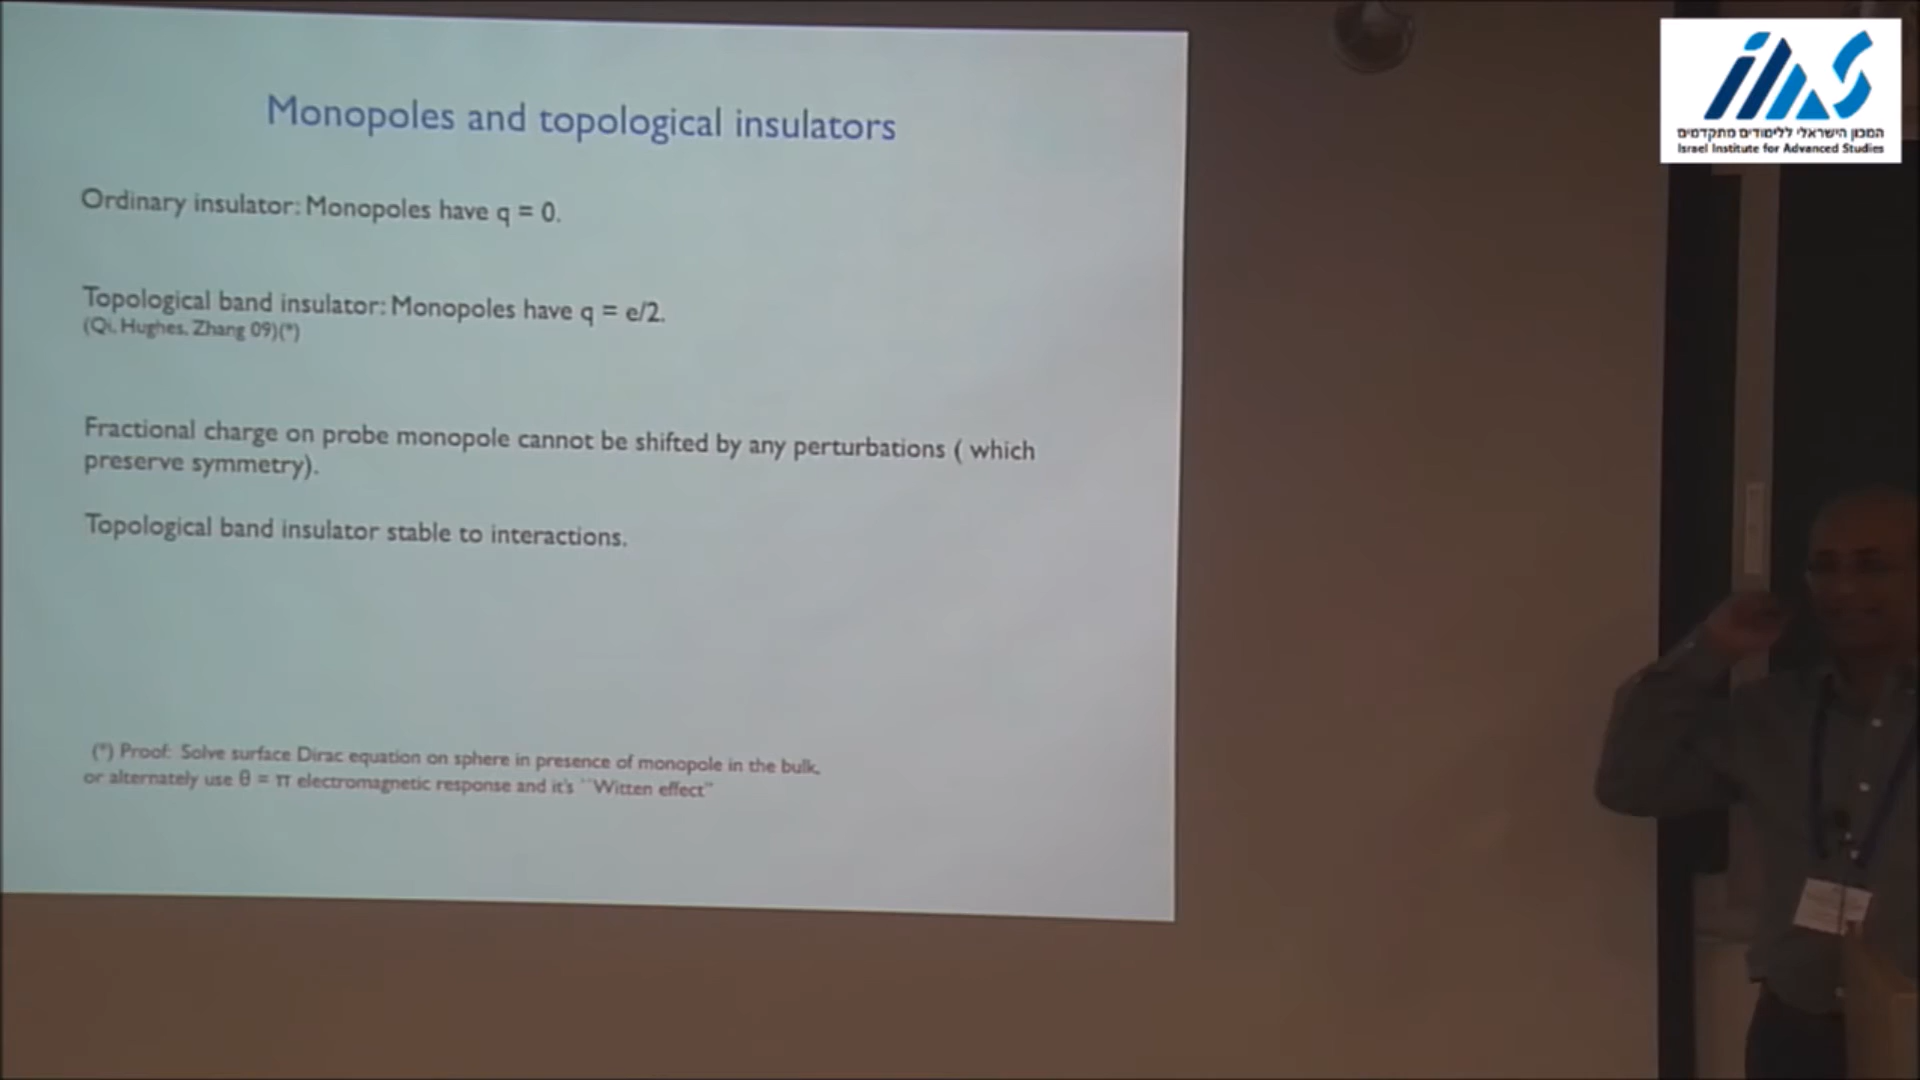 Monopoles and topological insulators
Ordinary insulator: Monopoles have q = 0.
Topological band insulator: Monopoles have q = e/2.
(Qi, Hughes, Zhang 09)(*)
Fractional charge on probe monopole cannot be shifted by any perturbations ( which
preserve symmetry).
Topological band insulator stable to interactions.
(*) Proof: Solve surface Dirac equation on sphere in presence of monopole in the bulk,
or alternately use θ = π electromagnetic response and it's ``Witten effect"
ias
המכון הישראלי ללימודים מתקדמים
Israel Institute for Advanced Studies